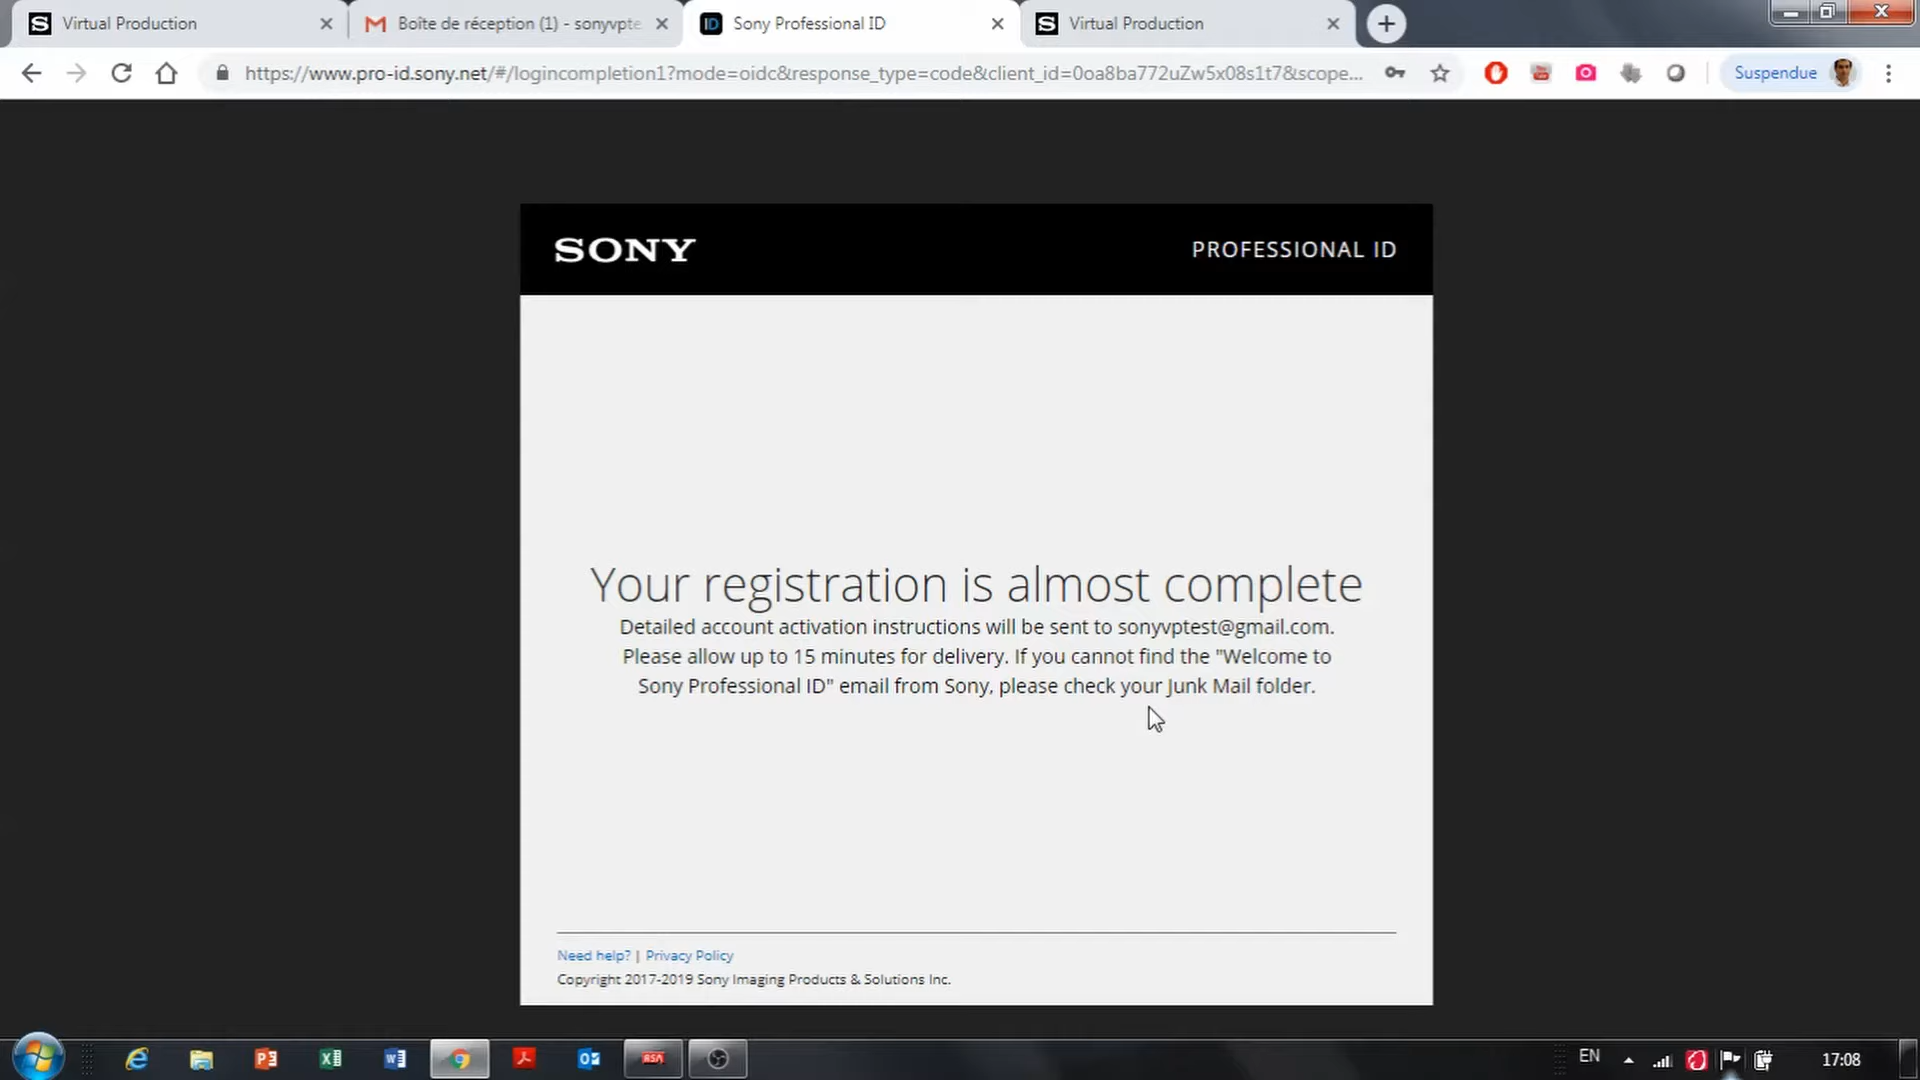 Virtual Production
Boîte de réception (1) - sonyvpte
Sony Professional ID
Virtual Production
https://www.pro-id.sony.net/#/logincompletion1?mode=oidc&response_type=code&client_id=0oa8ba772uZw5x08s1t7&scope...
Suspendue
SONY
PROFESSIONAL ID
Your registration is almost complete
Detailed account activation instructions will be sent to sonyvptest@gmail.com.
Please allow up to 15 minutes for delivery. If you cannot find the "Welcome to
Sony Professional ID" email from Sony, please check your Junk Mail folder.
Need help? | Privacy Policy
Copyright 2017-2019 Sony Imaging Products & Solutions Inc.
EN
17:08